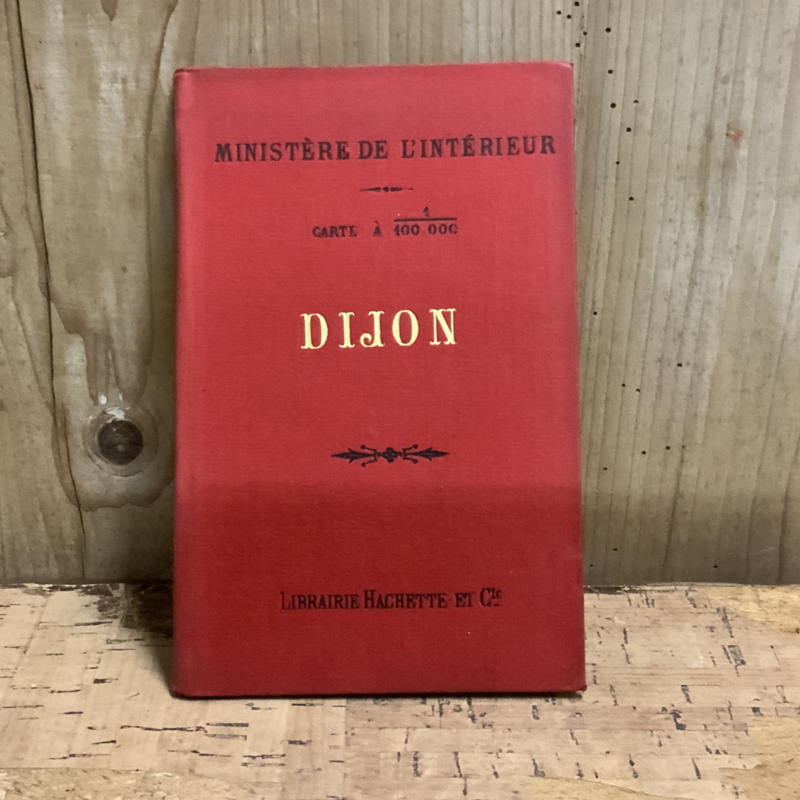 MINISTÈRE DE L'INTÉRIEUR
CARTE À 1/100 000
DIJON
LIBRAIRIE HACHETTE ET Cie